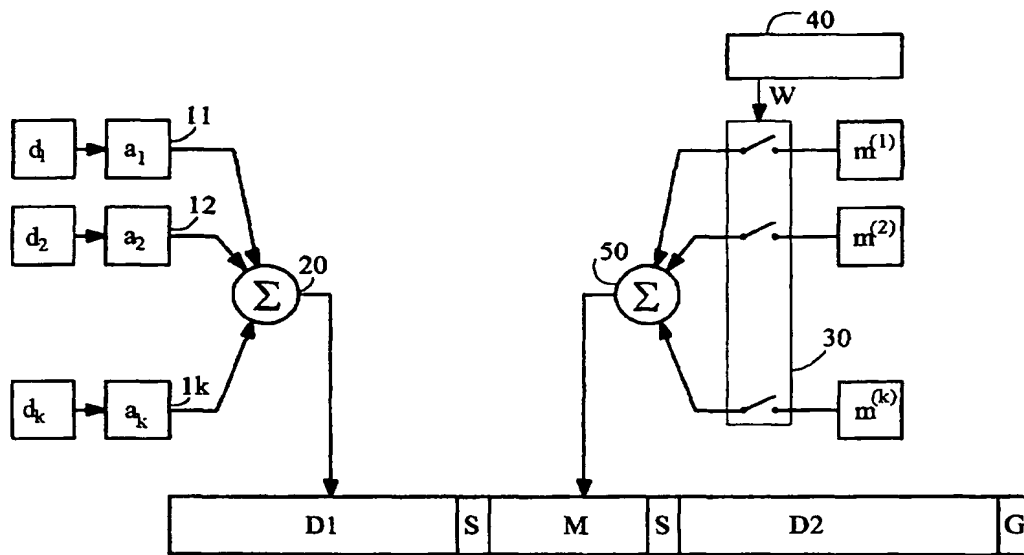 40
W
11
d₁ a₁ m⁽¹⁾
12
d₂ a₂ m⁽²⁾
20
Σ
50
Σ
30
1k
dₖ aₖ m⁽ᵏ⁾
D1 S M S D2 G